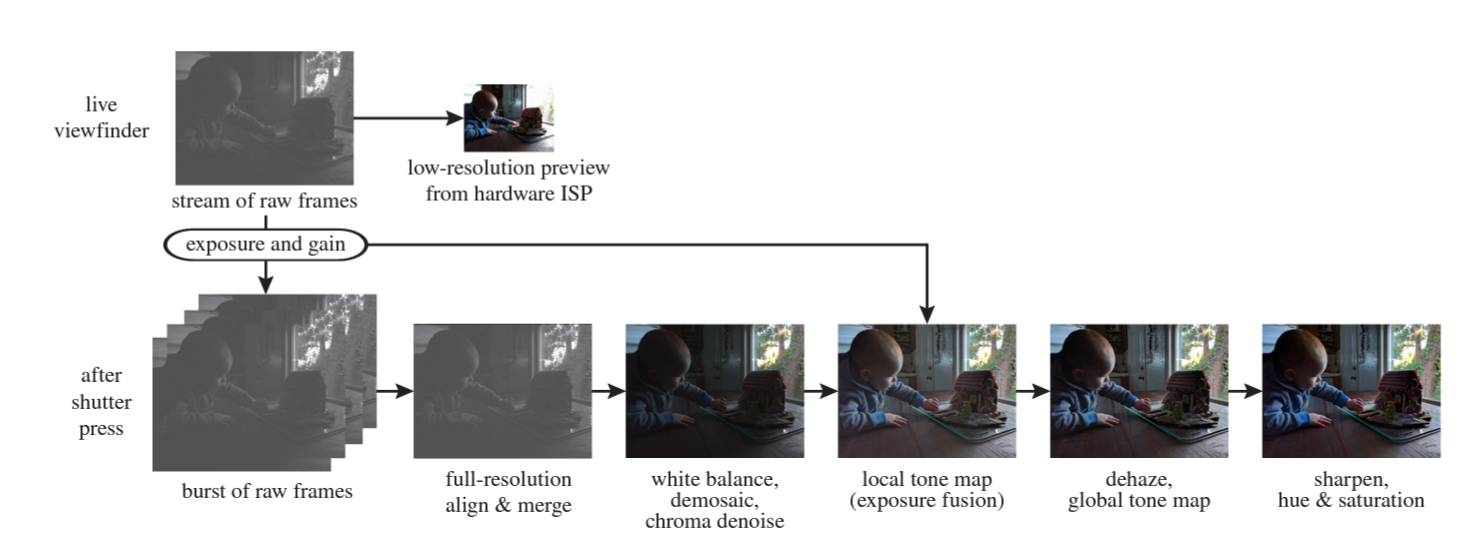 live
viewfinder
stream of raw frames
low-resolution preview
from hardware ISP
exposure and gain
after
shutter
press
burst of raw frames
full-resolution
align & merge
white balance,
demosaic,
chroma denoise
local tone map
(exposure fusion)
dehaze,
global tone map
sharpen,
hue & saturation